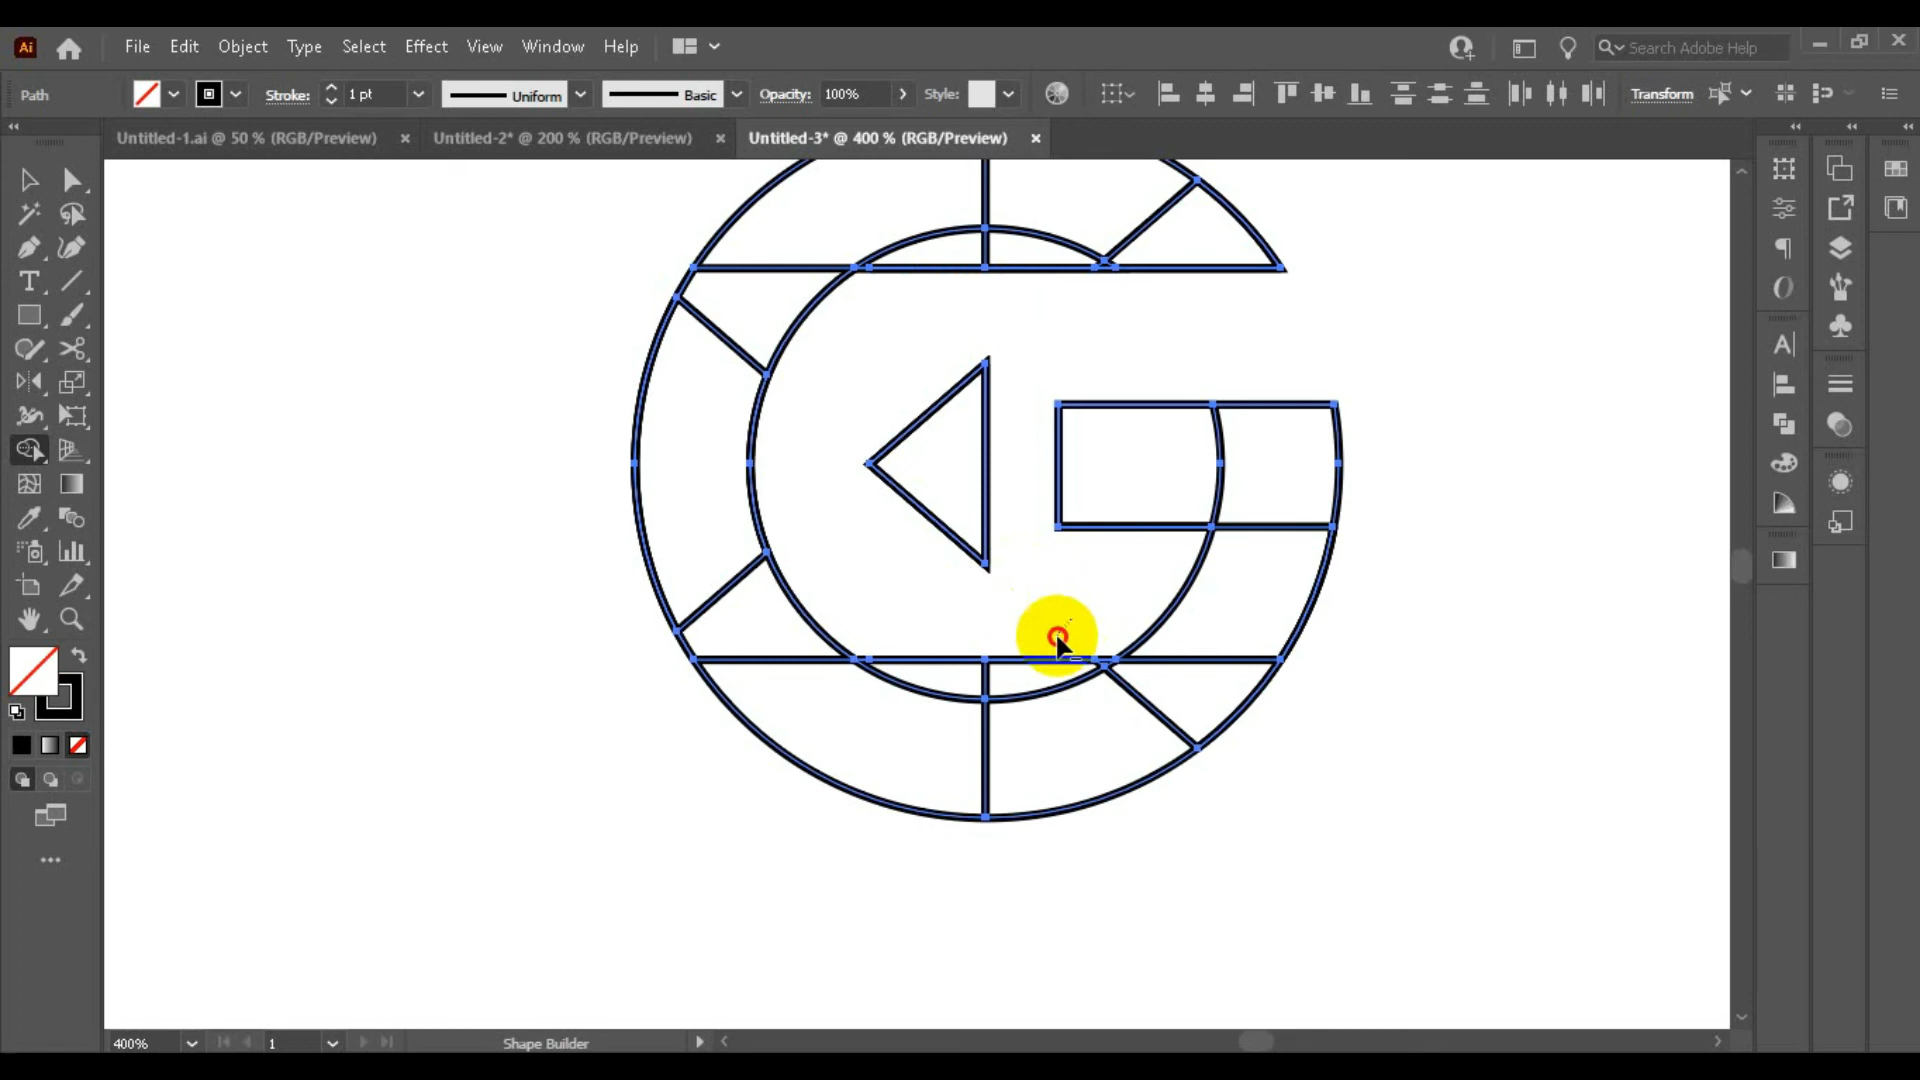 Ai File Edit Object Type Select Effect View Window Help Search Adobe Help
Path Stroke: 1 pt Uniform Basic Opacity: 100% Style: Transform
Untitled-1.ai @ 50 % (RGB/Preview) Untitled-2* @ 200 % (RGB/Preview) Untitled-3* @ 400 % (RGB/Preview)
400% 1 Shape Builder